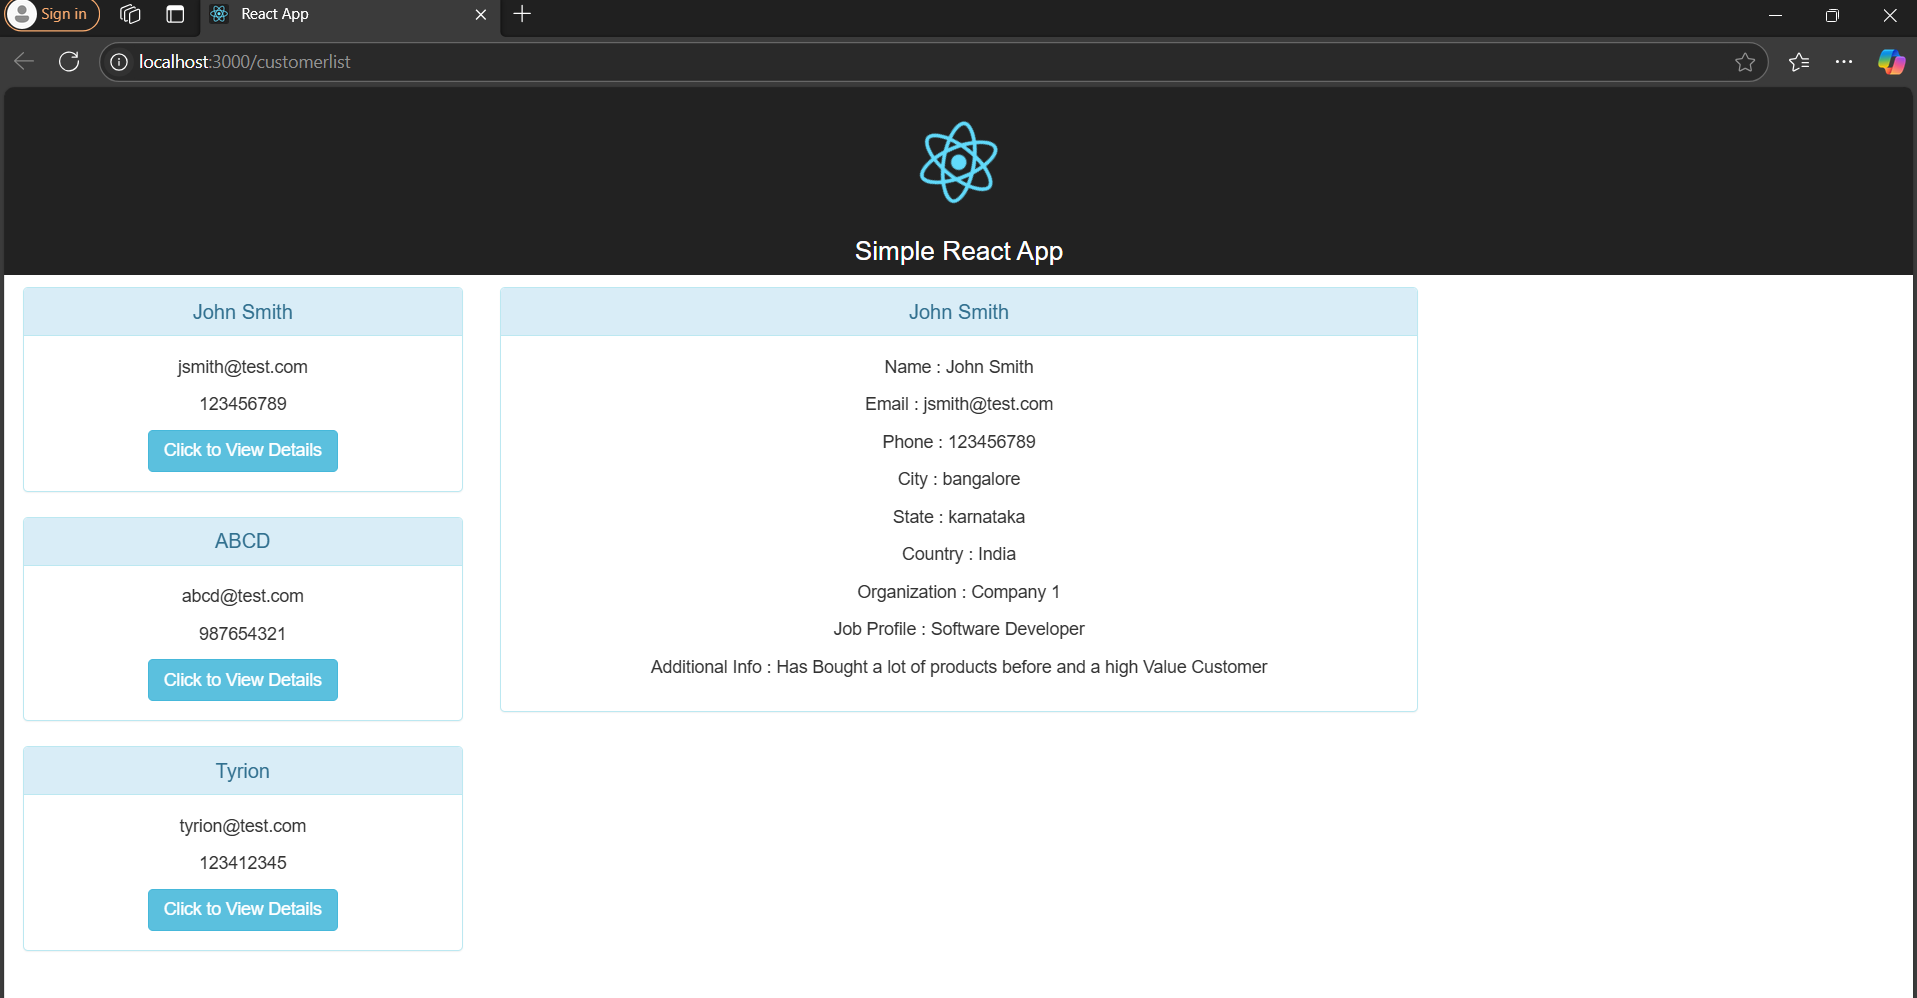 Sign in
React App
localhost:3000/customerlist
Simple React App
John Smith
jsmith@test.com
123456789
Click to View Details
ABCD
abcd@test.com
987654321
Click to View Details
Tyrion
tyrion@test.com
123412345
Click to View Details
John Smith
Name : John Smith
Email : jsmith@test.com
Phone : 123456789
City : bangalore
State : karnataka
Country : India
Organization : Company 1
Job Profile : Software Developer
Additional Info : Has Bought a lot of products before and a high Value Customer